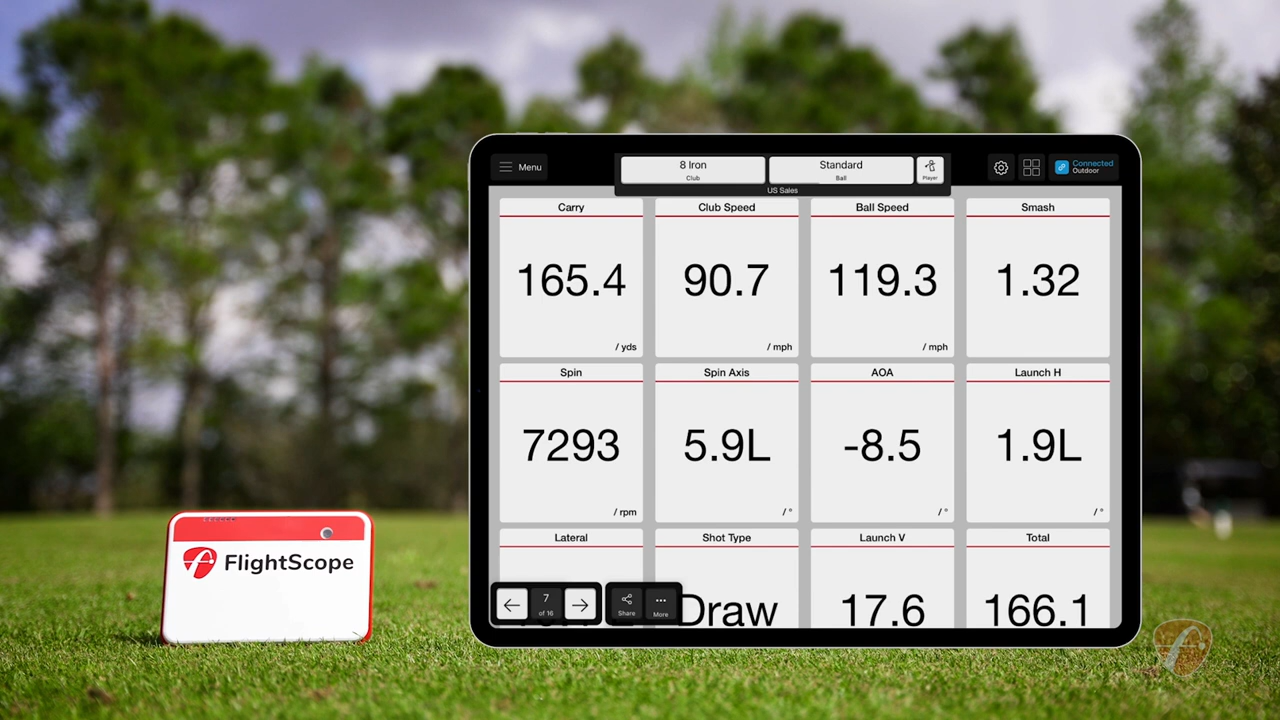 Menu
8 Iron
Club
Standard
Ball
Player
Connected
Outdoor
US Sales
Carry
165.4
/ yds
Club Speed
90.7
/ mph
Ball Speed
119.3
/ mph
Smash
1.32
Spin
7293
/ rpm
Spin Axis
5.9L
/ °
AOA
-8.5
/ °
Launch H
1.9L
/ °
Lateral
Shot Type
Draw
Launch V
17.6
Total
166.1
7
of 16
Share
More
FlightScope